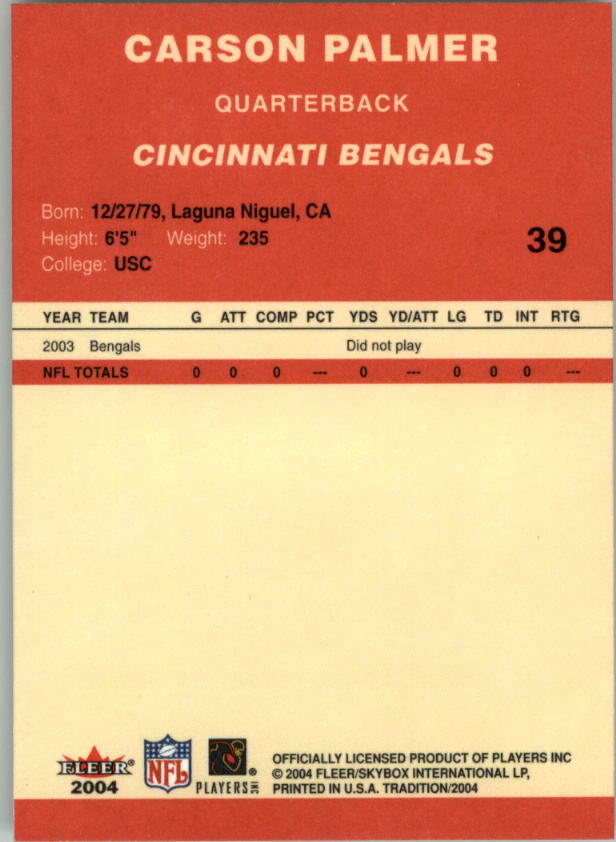 CARSON PALMER
QUARTERBACK
CINCINNATI BENGALS
Born: 12/27/79, Laguna Niguel, CA
Height: 6'5" Weight: 235
39
College: USC
YEAR TEAM G ATT COMP PCT YDS YD/ATT LG TD INT RTG
2003 Bengals Did not play
NFL TOTALS 0 0 0 --- 0 --- 0 0 0 ---
FLEER®
2004
NFL
PLAYERS INC ®
OFFICIALLY LICENSED PRODUCT OF PLAYERS INC
© 2004 FLEER/SKYBOX INTERNATIONAL LP,
PRINTED IN U.S.A. TRADITION/2004